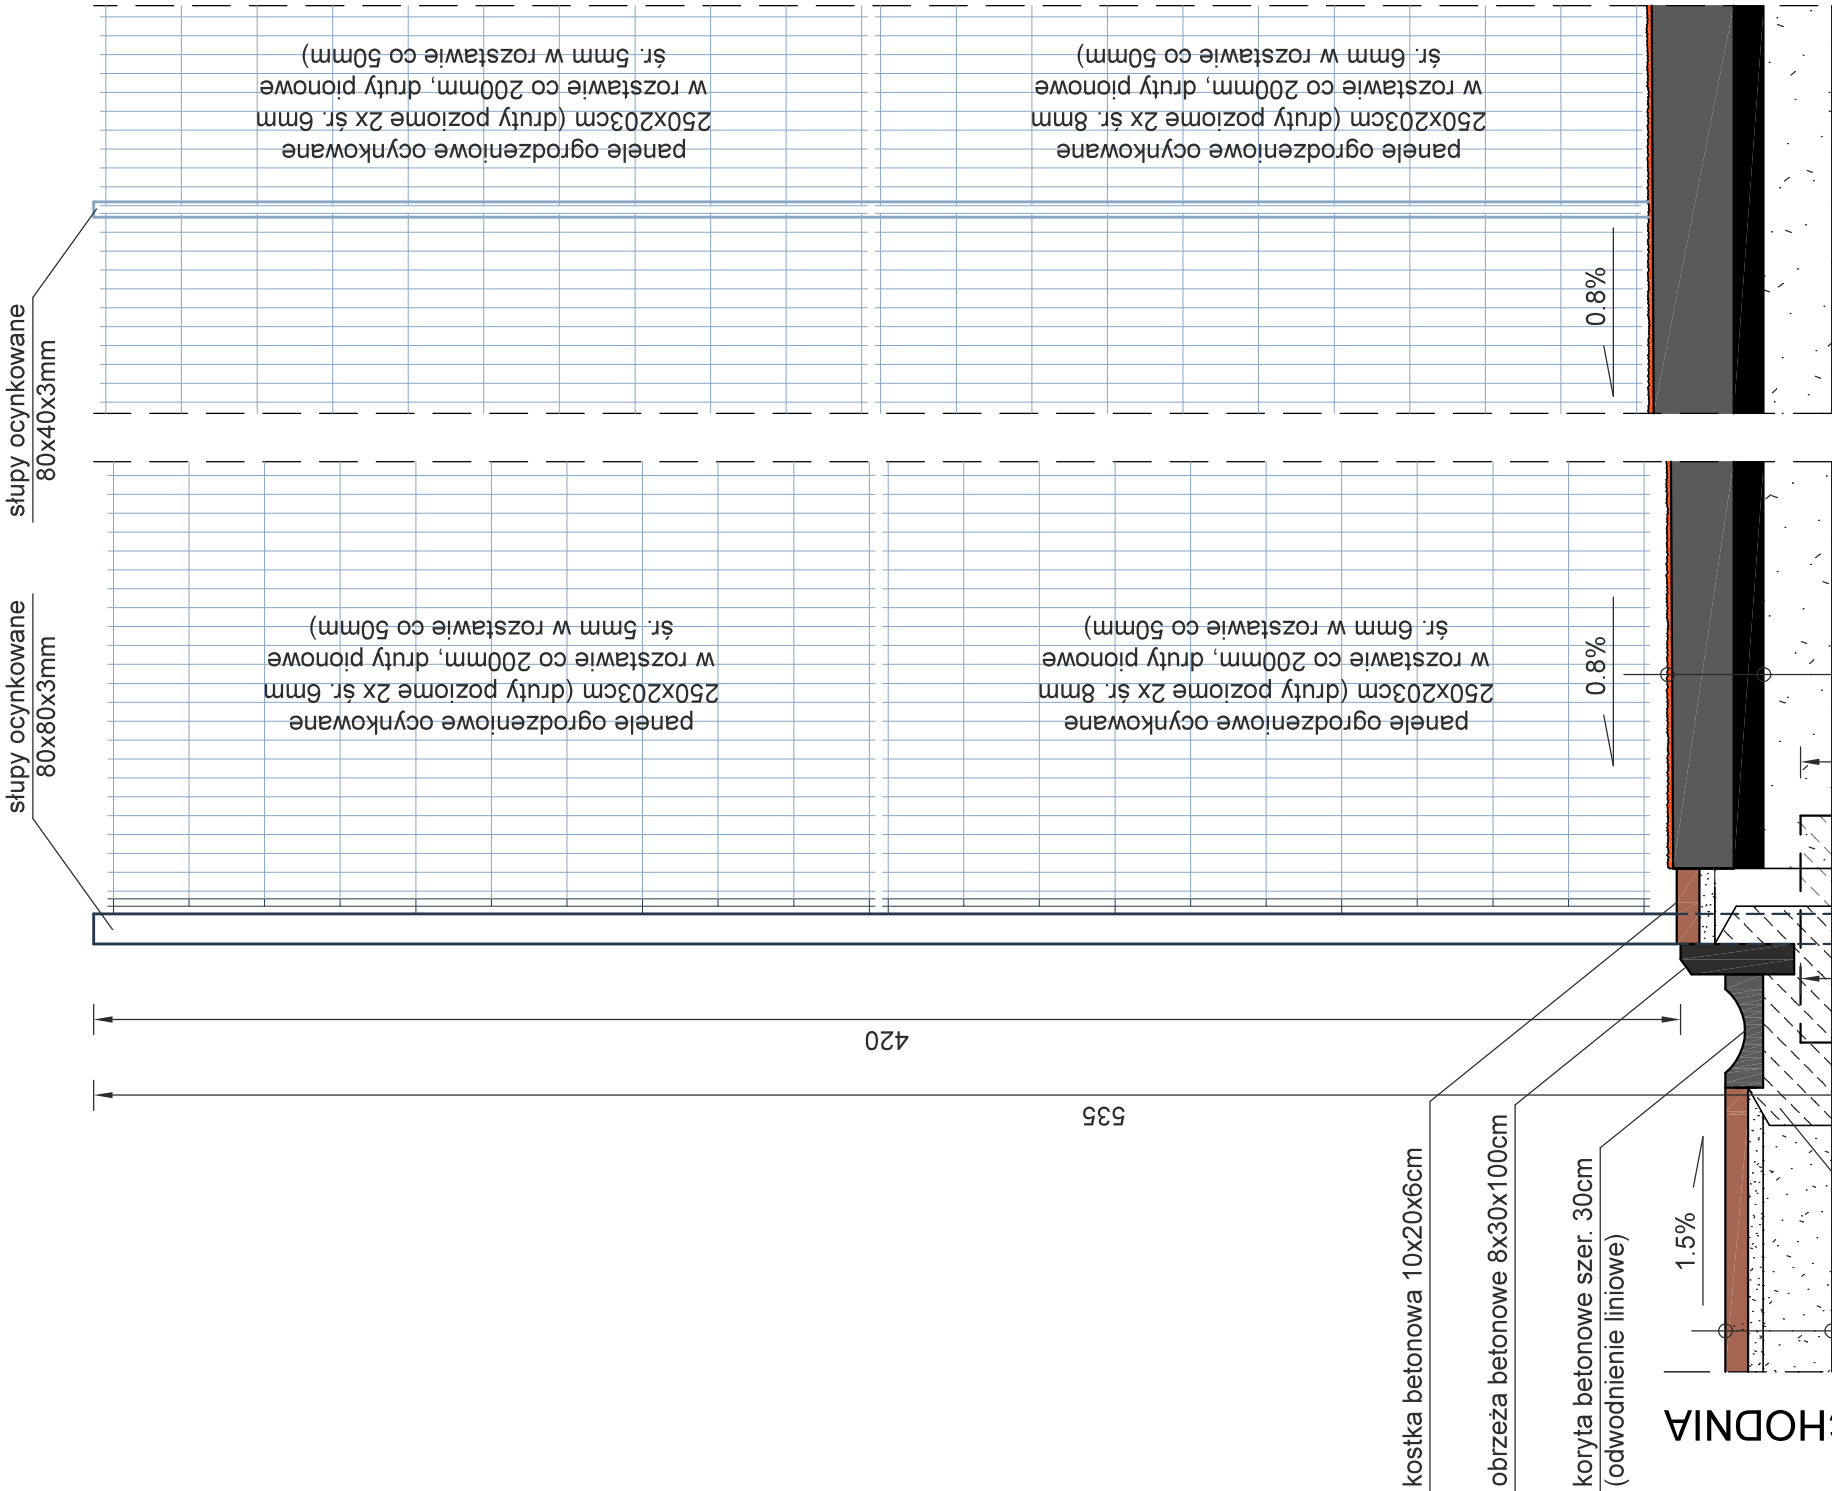 słupy ocynkowane
80x80x3mm
słupy ocynkowane
80x40x3mm
panele ogrodzeniowe ocynkowane
250x203cm (druty poziome 2x śr. 6mm
w rozstawie co 200mm, druty pionowe
śr. 5mm w rozstawie co 50mm)
panele ogrodzeniowe ocynkowane
250x203cm (druty poziome 2x śr. 8mm
w rozstawie co 200mm, druty pionowe
śr. 6mm w rozstawie co 50mm)
panele ogrodzeniowe ocynkowane
250x203cm (druty poziome 2x śr. 6mm
w rozstawie co 200mm, druty pionowe
śr. 5mm w rozstawie co 50mm)
panele ogrodzeniowe ocynkowane
250x203cm (druty poziome 2x śr. 8mm
w rozstawie co 200mm, druty pionowe
śr. 6mm w rozstawie co 50mm)
0.8%
0.8%
420
535
kostka betonowa 10x20x6cm
obrzeża betonowe 8x30x100cm
koryta betonowe szer. 30cm
(odwodnienie liniowe)
1.5%